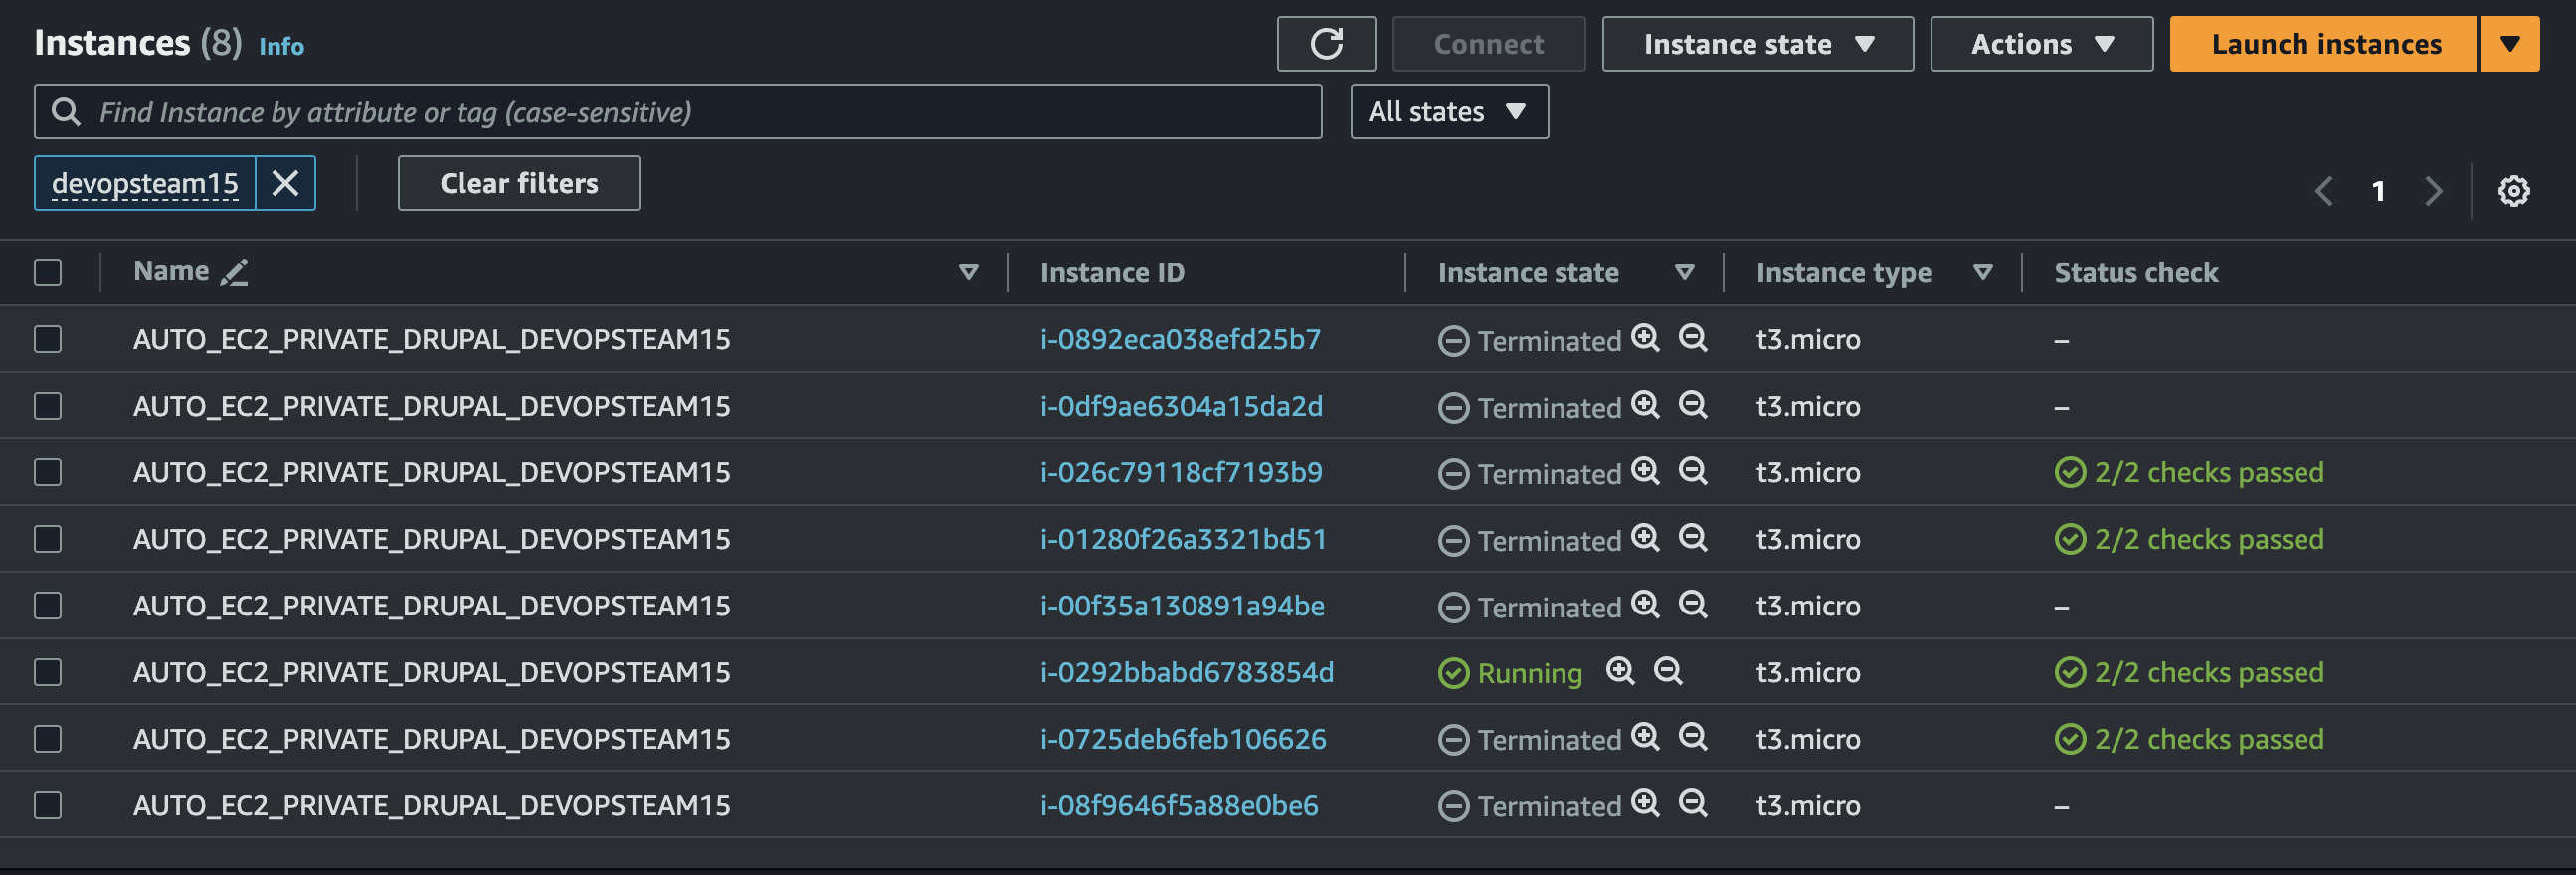 Instances (8) Info
Connect Instance state Actions Launch instances
Find Instance by attribute or tag (case-sensitive) All states
devopsteam15 Clear filters 1
Name Instance ID Instance state Instance type Status check
AUTO_EC2_PRIVATE_DRUPAL_DEVOPSTEAM15 i-0892eca038efd25b7 Terminated t3.micro –
AUTO_EC2_PRIVATE_DRUPAL_DEVOPSTEAM15 i-0df9ae6304a15da2d Terminated t3.micro –
AUTO_EC2_PRIVATE_DRUPAL_DEVOPSTEAM15 i-026c79118cf7193b9 Terminated t3.micro 2/2 checks passed
AUTO_EC2_PRIVATE_DRUPAL_DEVOPSTEAM15 i-01280f26a3321bd51 Terminated t3.micro 2/2 checks passed
AUTO_EC2_PRIVATE_DRUPAL_DEVOPSTEAM15 i-00f35a130891a94be Terminated t3.micro –
AUTO_EC2_PRIVATE_DRUPAL_DEVOPSTEAM15 i-0292bbabd6783854d Running t3.micro 2/2 checks passed
AUTO_EC2_PRIVATE_DRUPAL_DEVOPSTEAM15 i-0725deb6feb106626 Terminated t3.micro 2/2 checks passed
AUTO_EC2_PRIVATE_DRUPAL_DEVOPSTEAM15 i-08f9646f5a88e0be6 Terminated t3.micro –